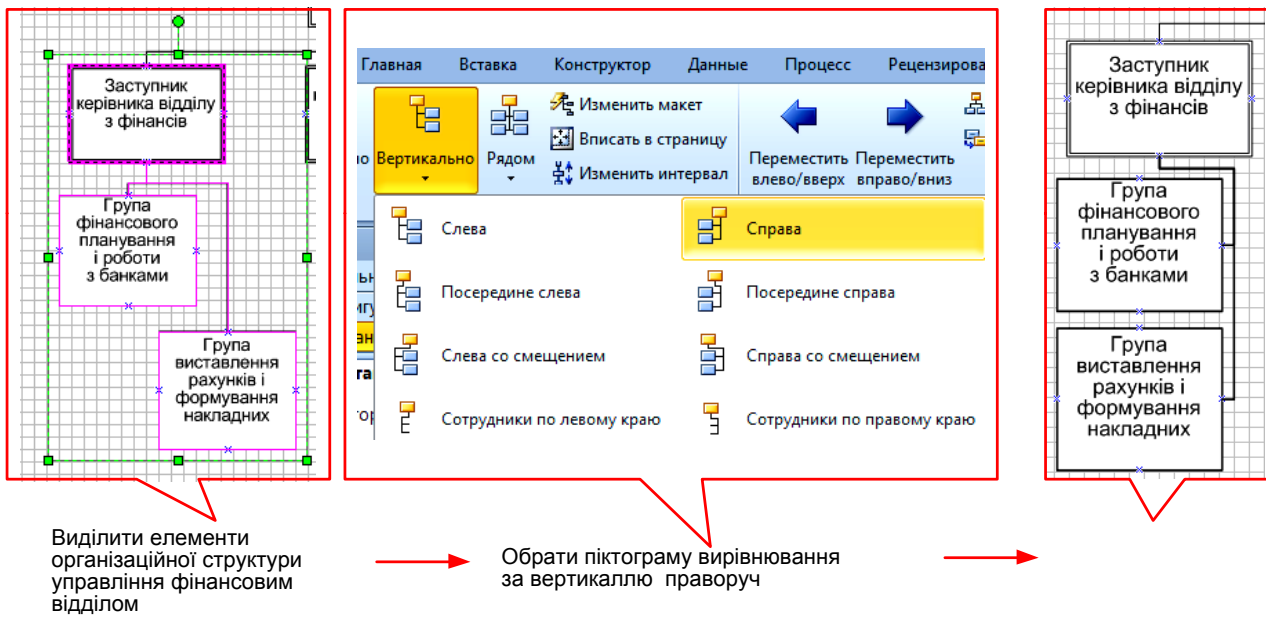 Заступник
керівника відділу
з фінансів
Група
фінансового
планування
і роботи
з банками
Група
виставлення
рахунків і
формування
накладних
Главная Вставка Конструктор Данные Процесс Рецензирова
Вертикально
Рядом
Изменить макет
Вписать в страницу
Изменить интервал
Переместить
влево/вверх
Переместить
вправо/вниз
Слева
Справа
Посередине слева
Посередине справа
Слева со смещением
Справа со смещением
Сотрудники по левому краю
Сотрудники по правому краю
Заступник
керівника відділу
з фінансів
Група
фінансового
планування
і роботи
з банками
Група
виставлення
рахунків і
формування
накладних
Виділити елементи
організаційної структури
управління фінансовим
відділом
Обрати піктограму вирівнювання
за вертикаллю праворуч